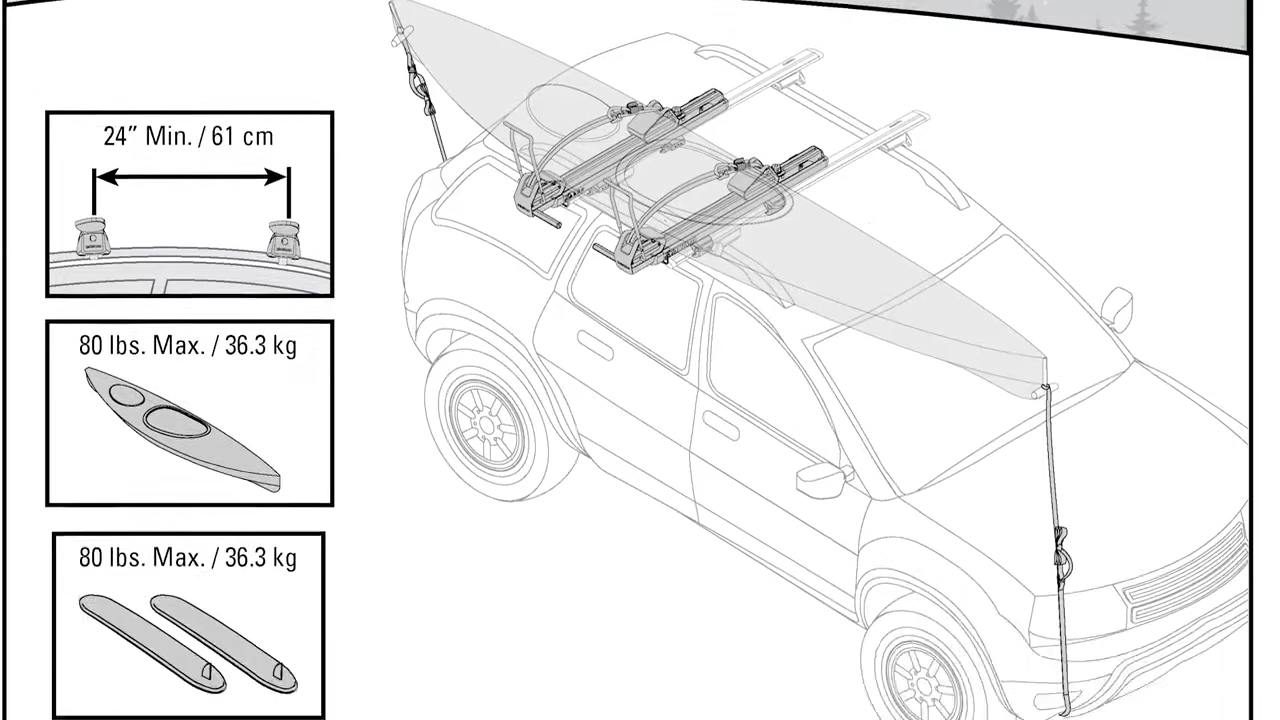 24” Min. / 61 cm
80 lbs. Max. / 36.3 kg
80 lbs. Max. / 36.3 kg